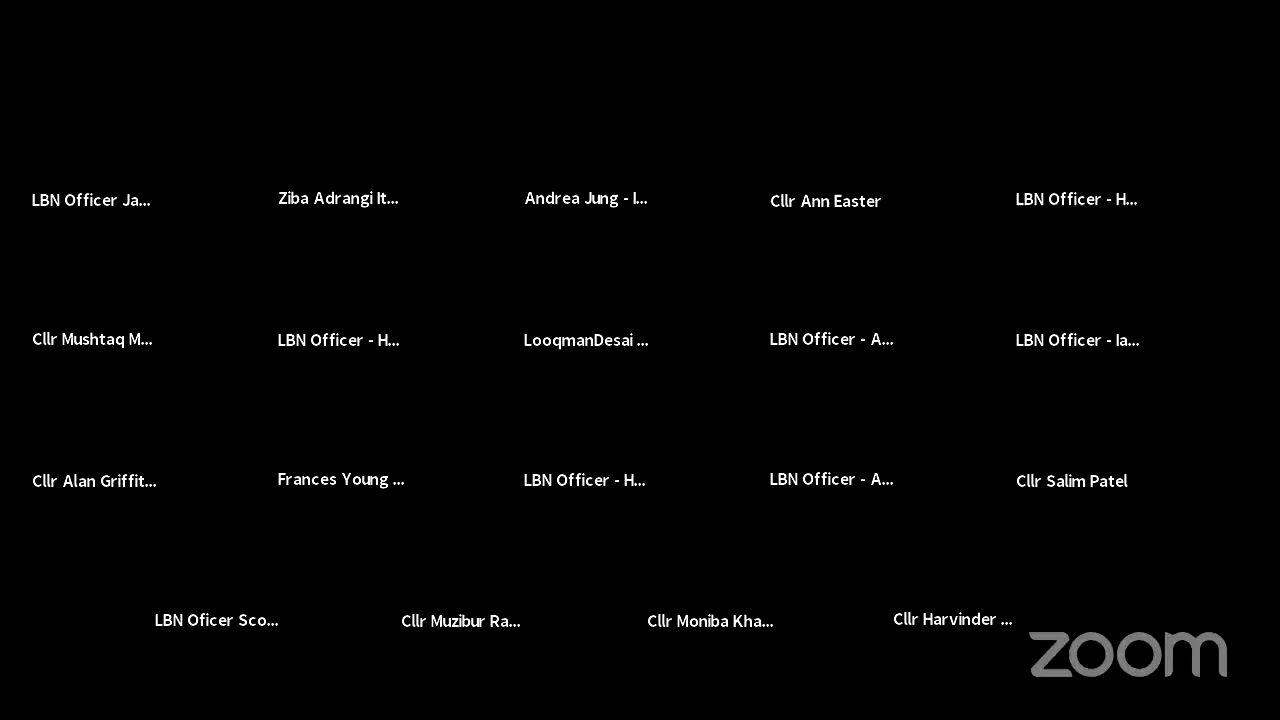 LBN Officer Ja...
Ziba Adrangi It...
Andrea Jung - I...
Cllr Ann Easter
LBN Officer - H...
Cllr Mushtaq M...
LBN Officer - H...
LooqmanDesai ...
LBN Officer - A...
LBN Officer - Ia...
Cllr Alan Griffit...
Frances Young ...
LBN Officer - H...
LBN Officer - A...
Cllr Salim Patel
LBN Oficer Sco...
Cllr Muzibur Ra...
Cllr Moniba Kha...
Cllr Harvinder ...
zoom